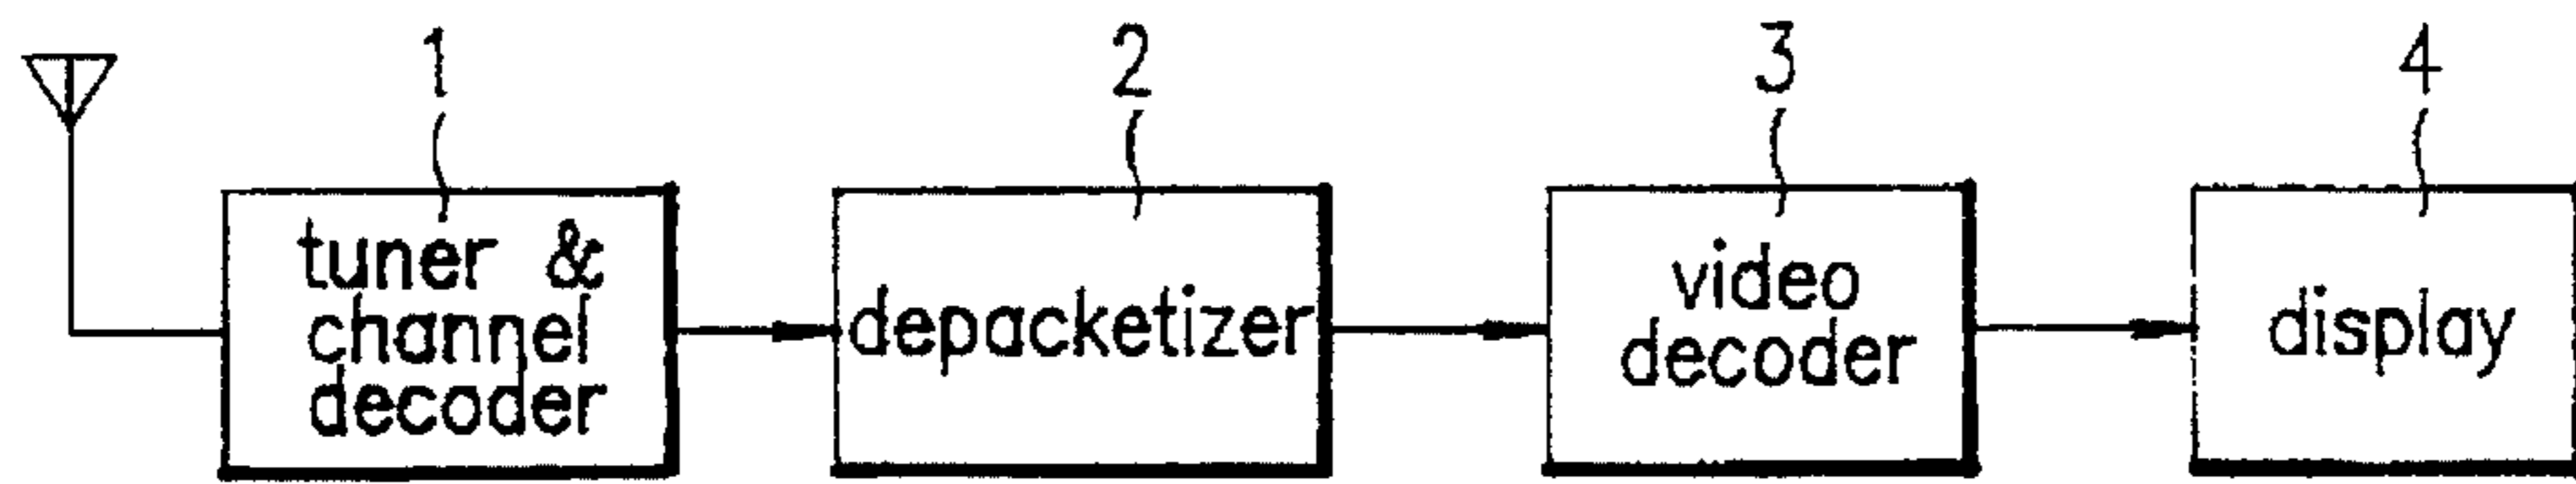 1
2
3
4
tuner &
channel
decoder
depacketizer
video
decoder
display